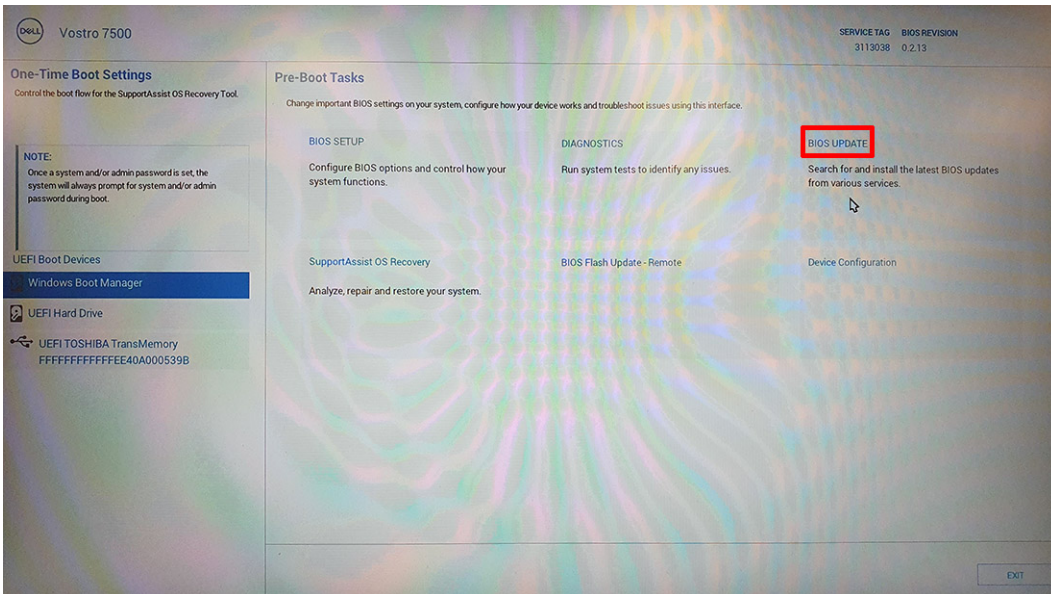 DELL
Vostro 7500
SERVICE TAG BIOS REVISION
3113038 0.2.13
One-Time Boot Settings
Control the boot flow for the SupportAssist OS Recovery Tool.
NOTE:
Once a system and/or admin password is set, the
system will always prompt for system and/or admin
password during boot.
UEFI Boot Devices
Windows Boot Manager
UEFI Hard Drive
UEFI TOSHIBA TransMemory
FFFFFFFFFFFFEE40A000539B
Pre-Boot Tasks
Change important BIOS settings on your system, configure how your device works and troubleshoot issues using this interface.
BIOS SETUP
Configure BIOS options and control how your
system functions.
DIAGNOSTICS
Run system tests to identify any issues.
BIOS UPDATE
Search for and install the latest BIOS updates
from various services.
SupportAssist OS Recovery
Analyze, repair and restore your system.
BIOS Flash Update - Remote
Device Configuration
EXIT